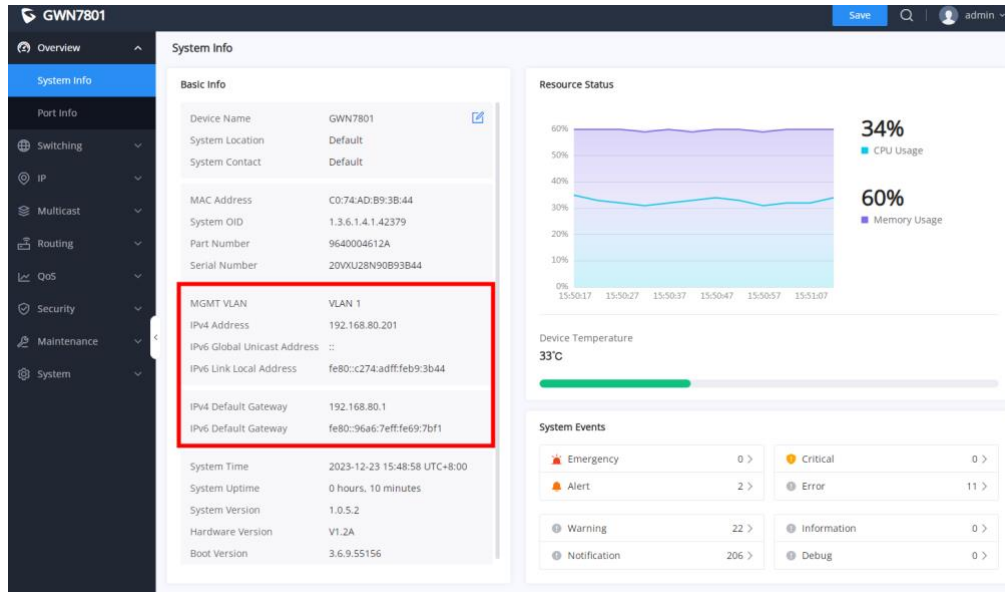 GWN7801
Save
admin
Overview
System Info
Port Info
Switching
IP
Multicast
Routing
QoS
Security
Maintenance
System
System Info
Basic Info
Device Name GWN7801
System Location Default
System Contact Default
MAC Address C0:74:AD:B9:3B:44
System OID 1.3.6.1.4.1.42379
Part Number 9640004612A
Serial Number 20VXU28N90B93B44
MGMT VLAN VLAN 1
IPv4 Address 192.168.80.201
IPv6 Global Unicast Address ::
IPv6 Link Local Address fe80::c274:adff:feb9:3b44
IPv4 Default Gateway 192.168.80.1
IPv6 Default Gateway fe80::96a6:7eff:fe69:7bf1
System Time 2023-12-23 15:48:58 UTC+8:00
System Uptime 0 hours, 10 minutes
System Version 1.0.5.2
Hardware Version V1.2A
Boot Version 3.6.9.55156
Resource Status
60%
50%
40%
30%
20%
10%
0%
15:50:17 15:50:27 15:50:37 15:50:47 15:50:57 15:51:07
34%
CPU Usage
60%
Memory Usage
Device Temperature
33°C
System Events
Emergency 0 > Critical 0 >
Alert 2 > Error 11 >
Warning 22 > Information 0 >
Notification 206 > Debug 0 >